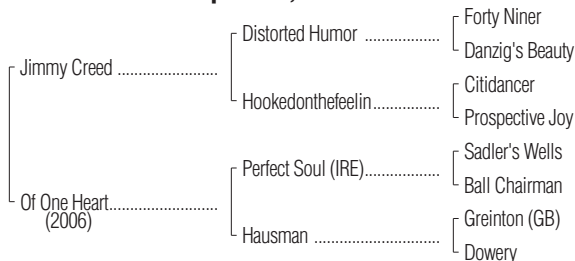 Forty Niner
Distorted Humor ..................
Danzig's Beauty
Jimmy Creed ........................
Citidancer
Hookedonthefeelin................
Prospective Joy
Sadler's Wells
Perfect Soul (IRE)..................
Ball Chairman
Of One Heart..........................
(2006)
Greinton (GB)
Hausman ..............................
Dowery